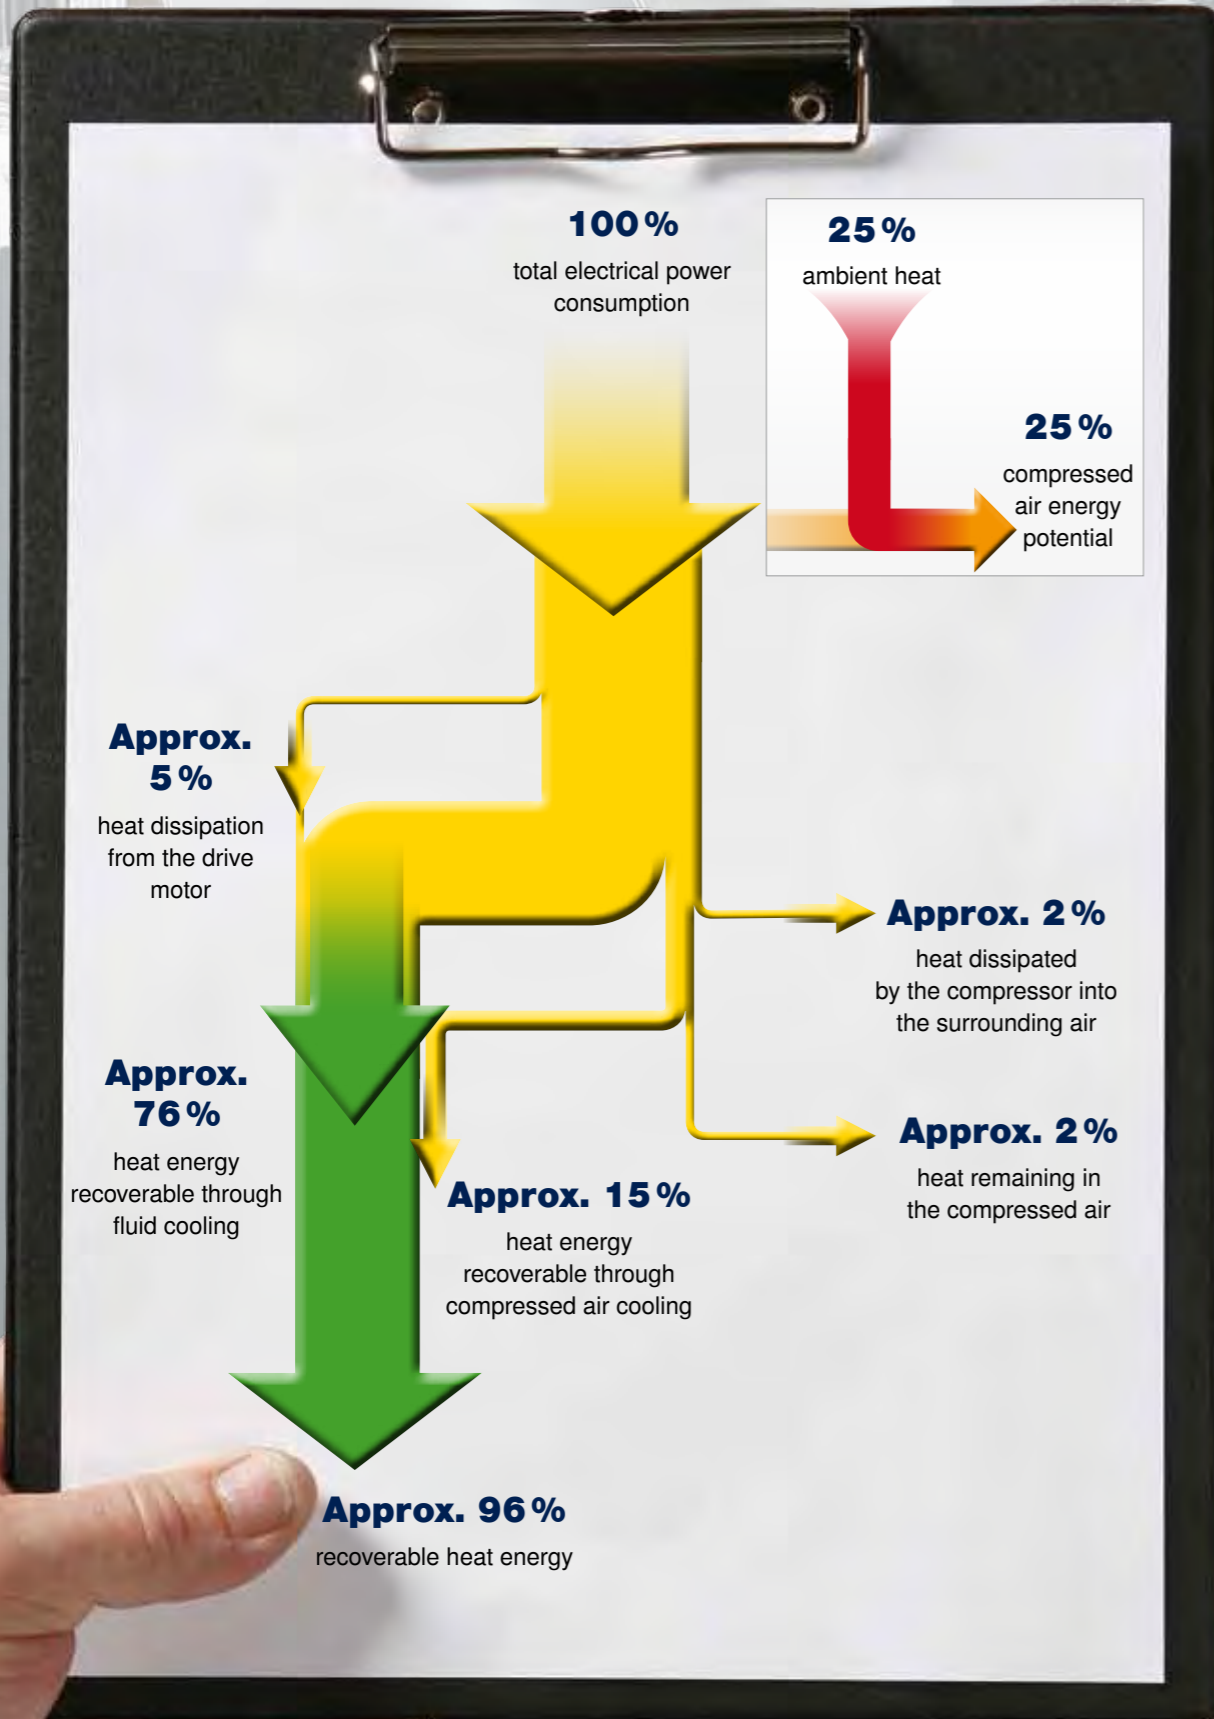 100 %
total electrical power
consumption
25 %
ambient heat
25 %
compressed
air energy
potential
Approx.
5 %
heat dissipation
from the drive
motor
Approx. 2 %
heat dissipated
by the compressor into
the surrounding air
Approx.
76 %
heat energy
recoverable through
fluid cooling
Approx. 15 %
heat energy
recoverable through
compressed air cooling
Approx. 2 %
heat remaining in
the compressed air
Approx. 96 %
recoverable heat energy